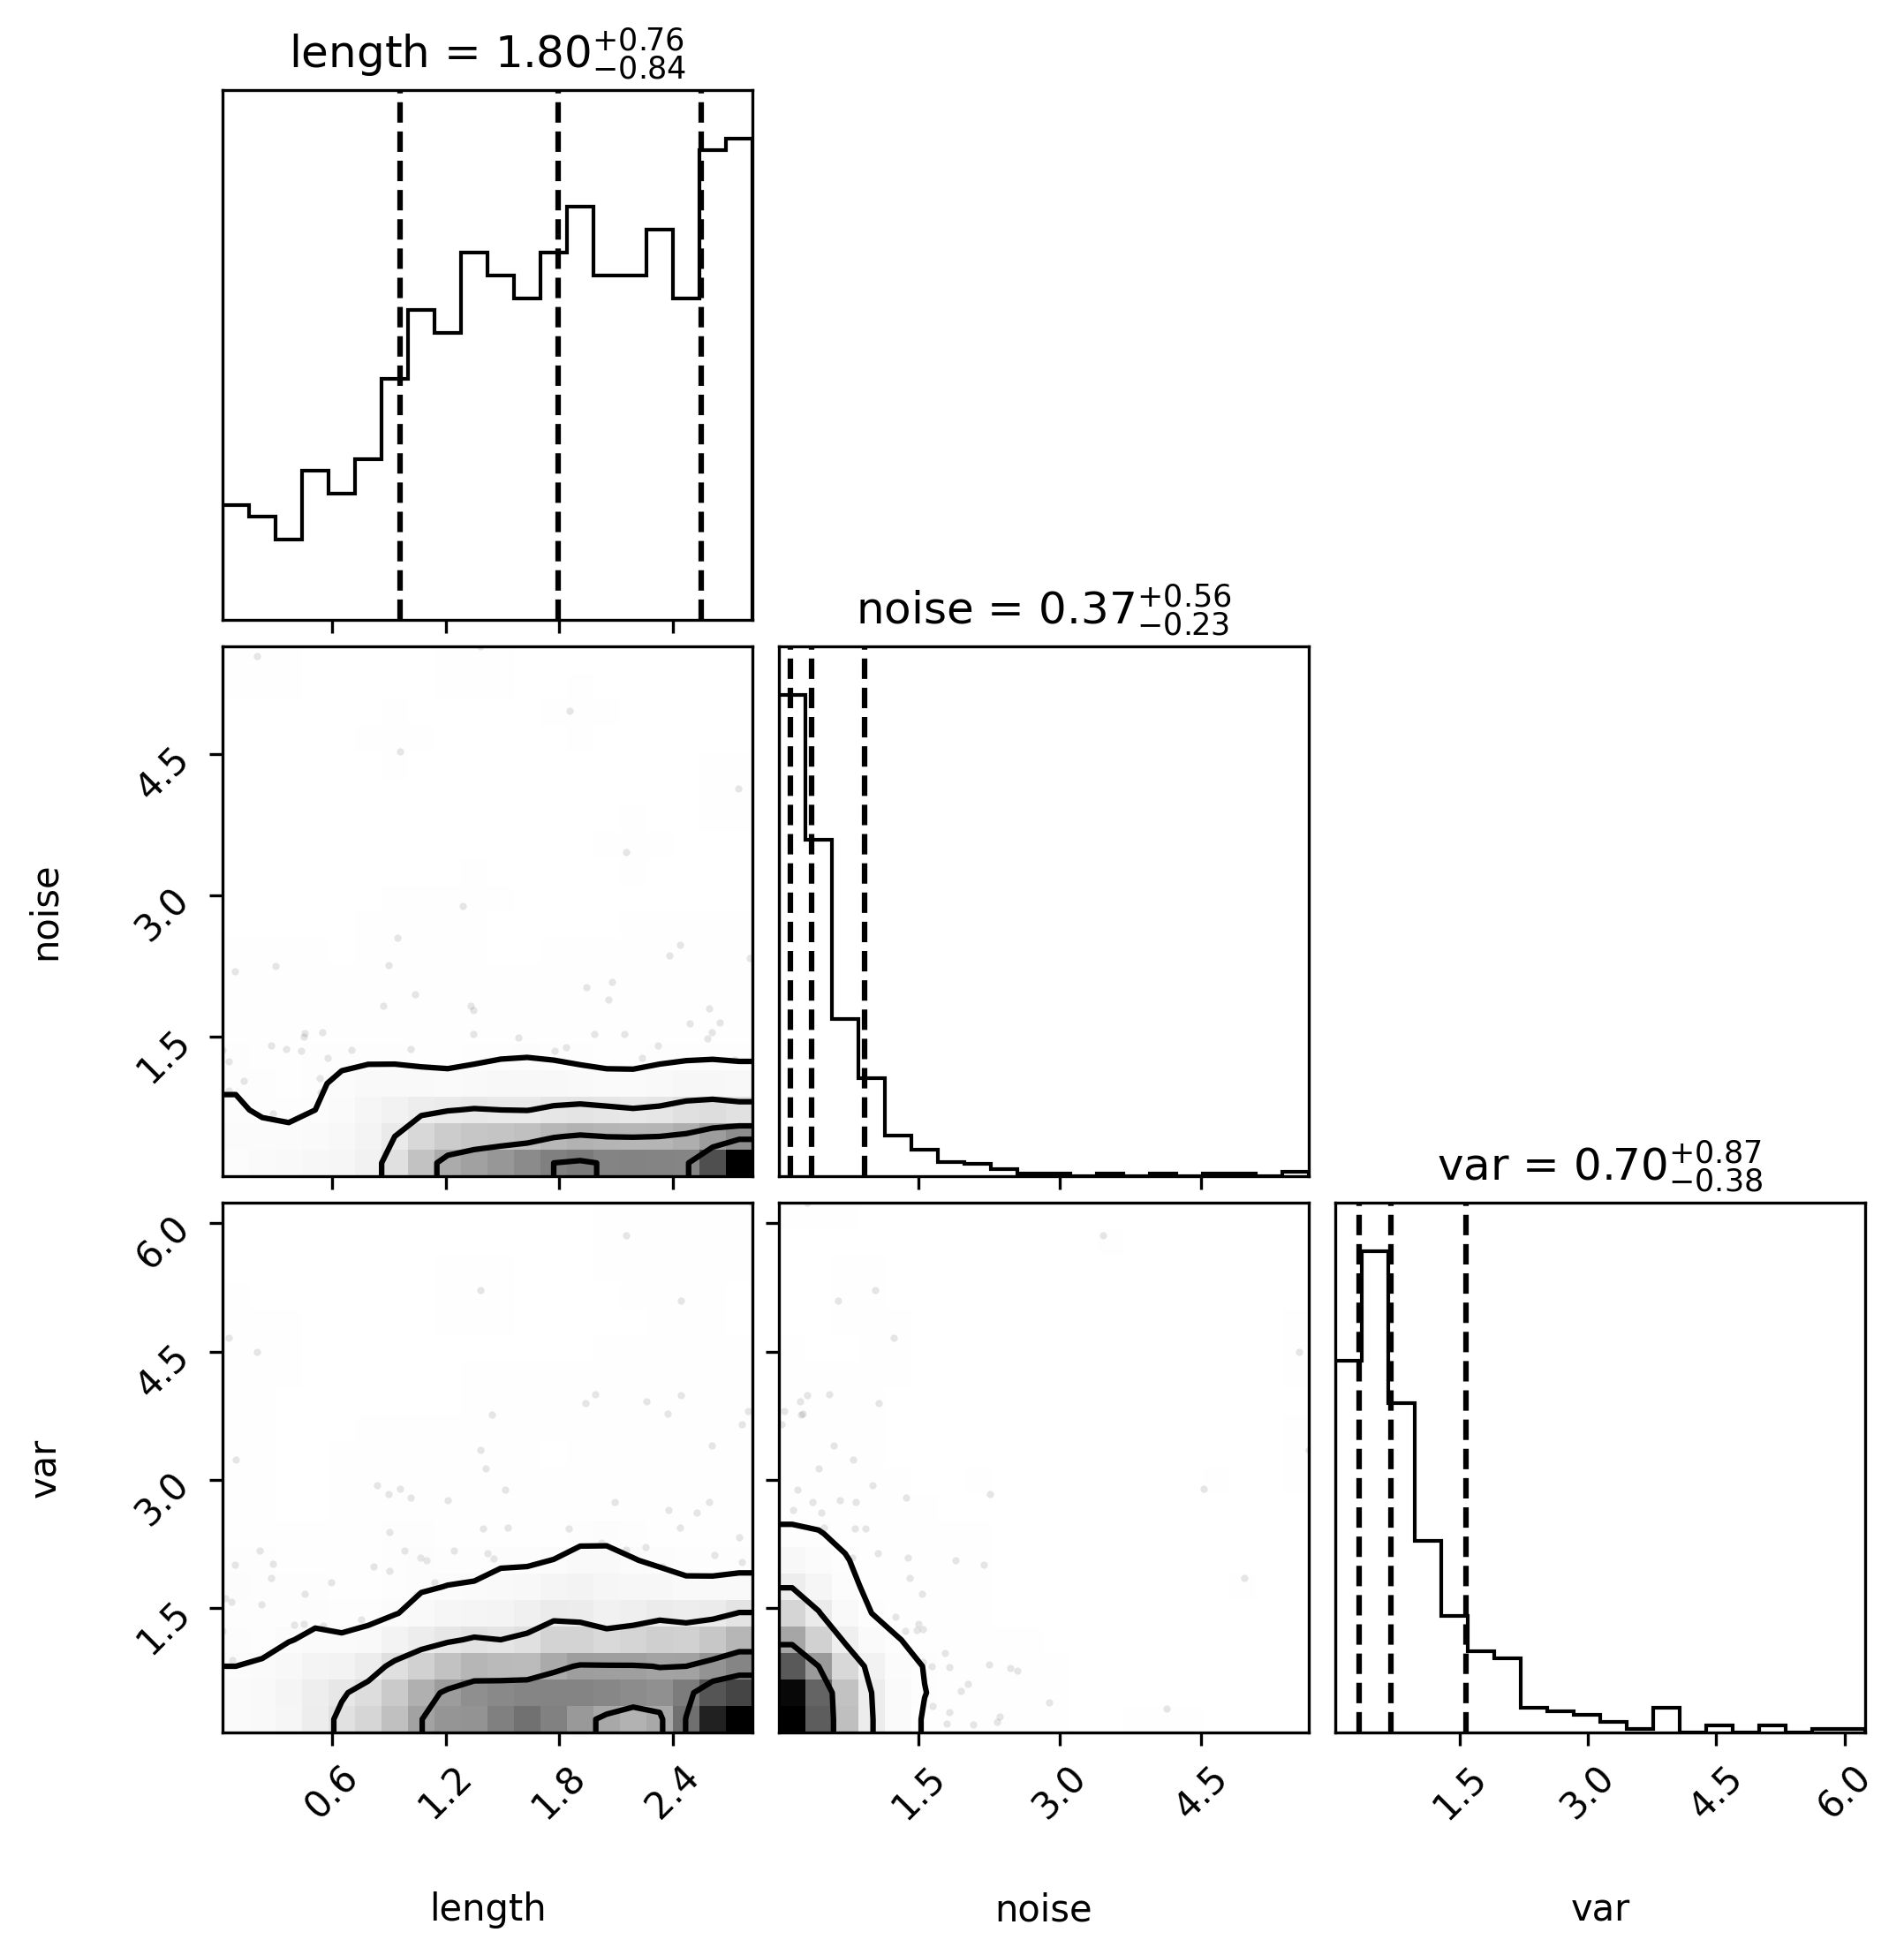 length = 1.80 +0.76 −0.84
noise = 0.37 +0.56 −0.23
4.5
3.0
1.5
noise
var = 0.70 +0.87 −0.38
6.0
4.5
3.0
1.5
var
0.6 1.2 1.8 2.4 1.5 3.0 4.5 1.5 3.0 4.5 6.0
length noise var